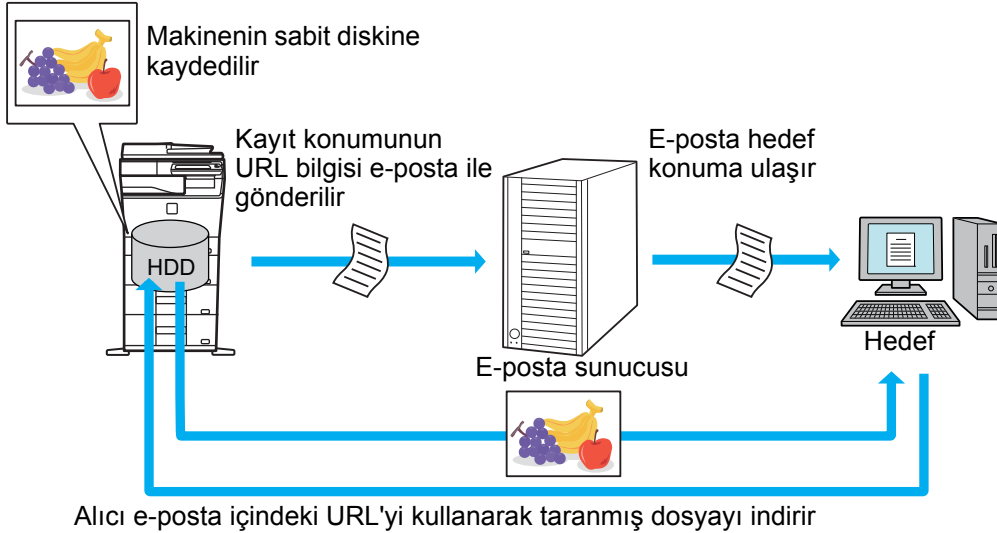 Makinenin sabit diskine
kaydedilir
Kayıt konumunun
URL bilgisi e-posta ile
gönderilir
E-posta hedef
konuma ulaşır
HDD
Hedef
E-posta sunucusu
Alıcı e-posta içindeki URL'yi kullanarak taranmış dosyayı indirir